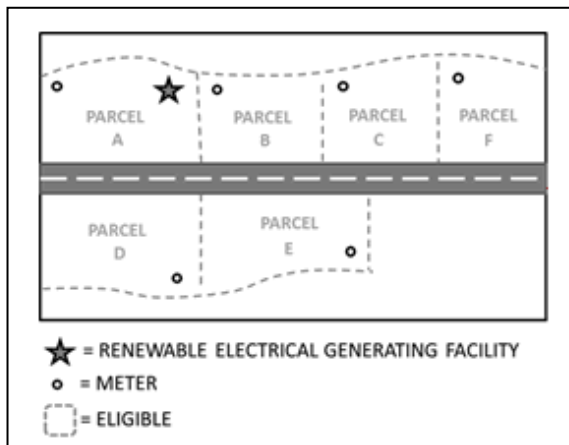 PARCEL
A
PARCEL
B
PARCEL
C
PARCEL
F
PARCEL
D
PARCEL
E
= RENEWABLE ELECTRICAL GENERATING FACILITY
= METER
= ELIGIBLE